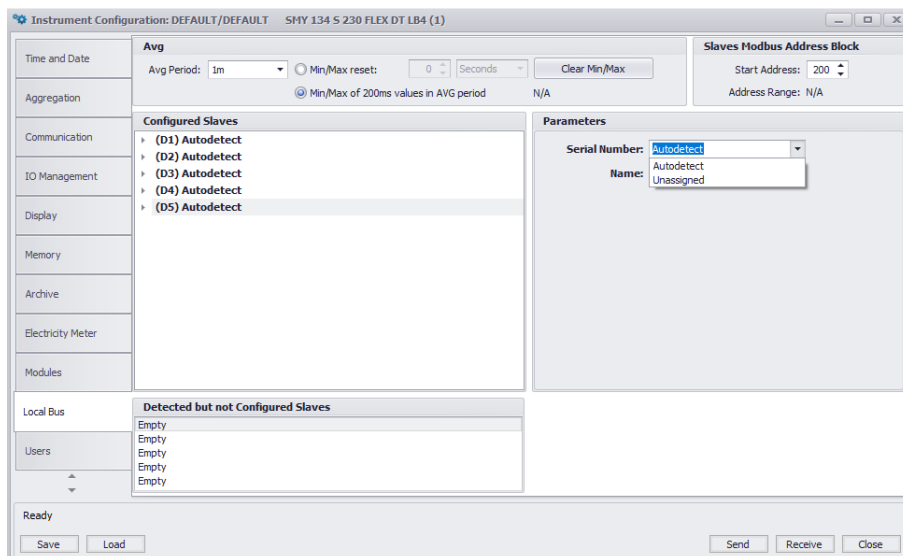 Instrument Configuration: DEFAULT/DEFAULT SMY 134 S 230 FLEX DT LB4 (1)
Time and Date
Aggregation
Communication
IO Management
Display
Memory
Archive
Electricity Meter
Modules
Local Bus
Users
Avg
Avg Period: 1m
Min/Max reset: 0 Seconds Clear Min/Max
Min/Max of 200ms values in AVG period N/A
Slaves Modbus Address Block
Start Address: 200
Address Range: N/A
Configured Slaves
(D1) Autodetect
(D2) Autodetect
(D3) Autodetect
(D4) Autodetect
(D5) Autodetect
Parameters
Serial Number: Autodetect
Autodetect
Unassigned
Name:
Detected but not Configured Slaves
Empty
Empty
Empty
Empty
Empty
Ready
Save Load Send Receive Close